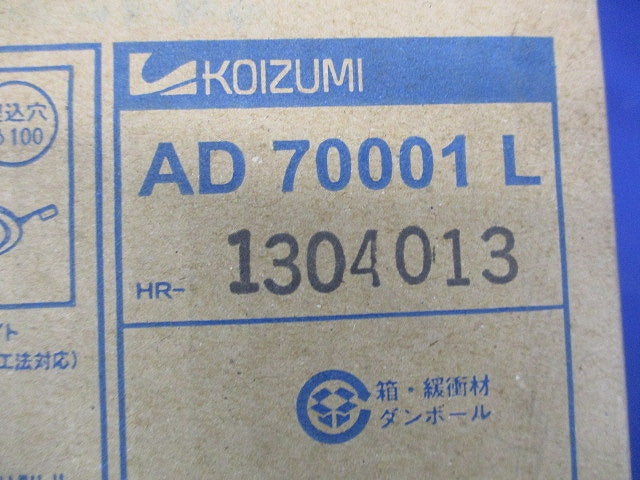 KOIZUMI
AD 70001 L
HR- 1304013
込穴
100
イト
工法対応)
箱・緩衝材
ダンボール